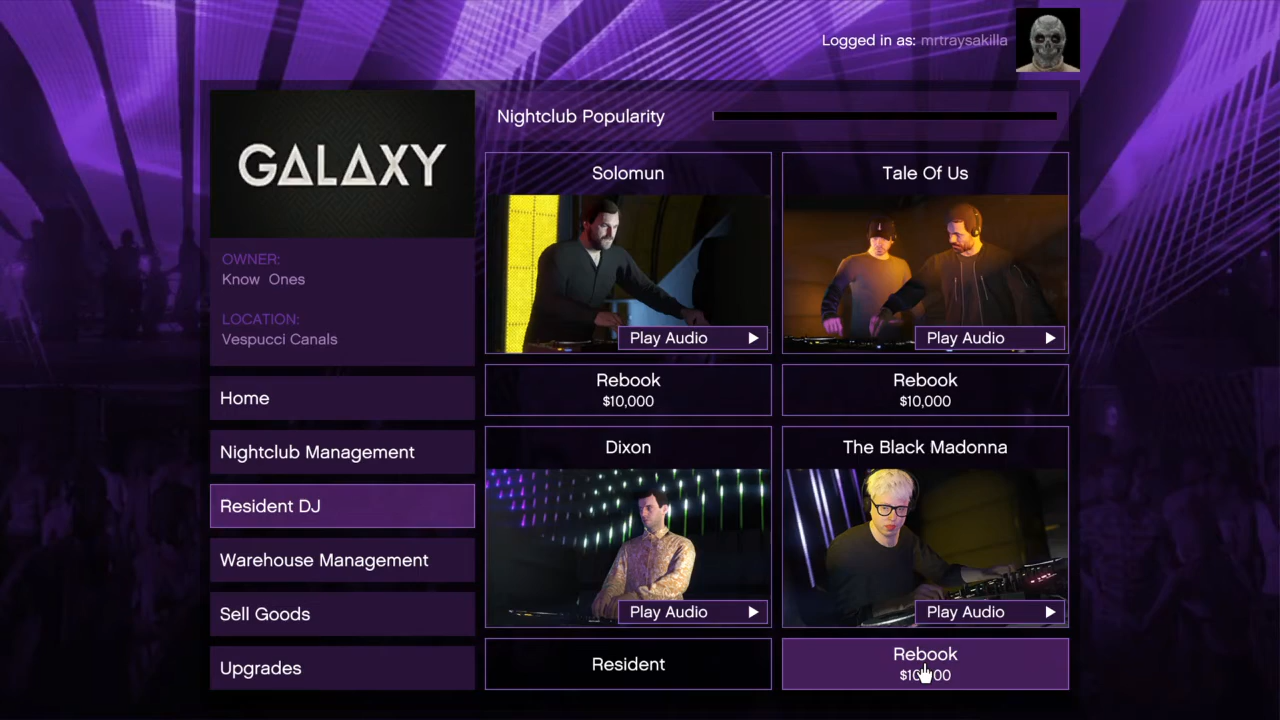 Logged in as: mrtraysakilla
GALAXY
OWNER:
Know Ones
LOCATION:
Vespucci Canals
Home
Nightclub Management
Resident DJ
Warehouse Management
Sell Goods
Upgrades
Nightclub Popularity
Solomun
Play Audio
Rebook
$10,000
Tale Of Us
Play Audio
Rebook
$10,000
Dixon
Play Audio
Resident
The Black Madonna
Play Audio
Rebook